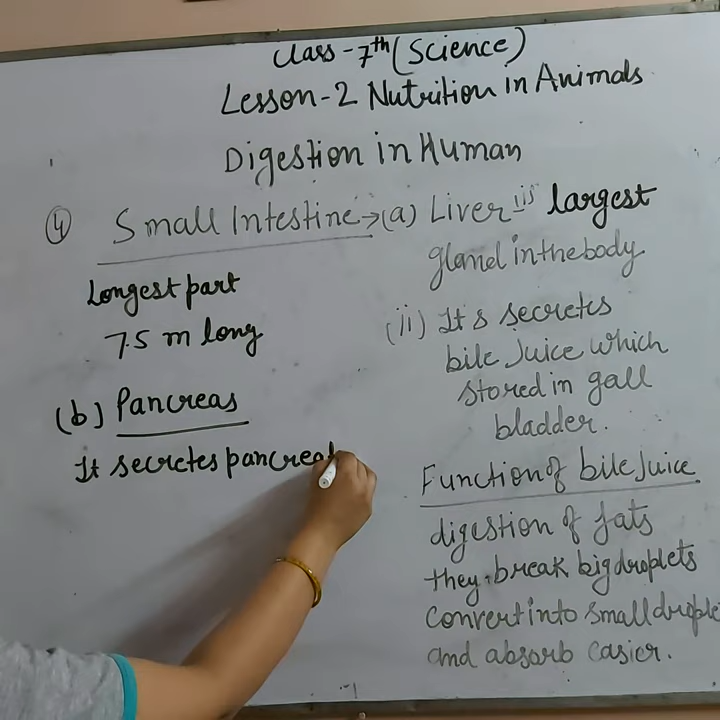 Class - 7th (Science)
Lesson-2 Nutrition in Animals
Digestion in Human
④ Small Intestine → (a) Liver (i) is largest
gland in the body
Longest part
7.5 m long
(ii) It s secretes
bile Juice which
stored in gall
bladder.
(b) Pancreas
It secretes pancrea
Function of bile Juice
digestion of fats
they break big droplets
convert into small drople
and absorb easier.